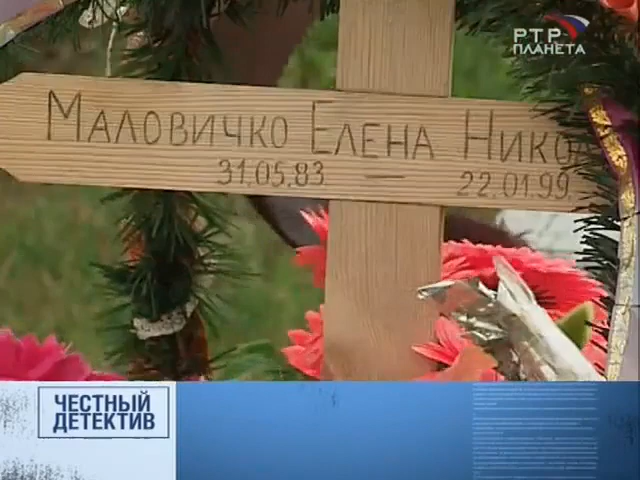 РТР
ПЛАНЕТА
МАЛОВИЧКО ЕЛЕНА НИКО
31.05.83 — 22.01.99
ЧЕСТНЫЙ
ДЕТЕКТИВ